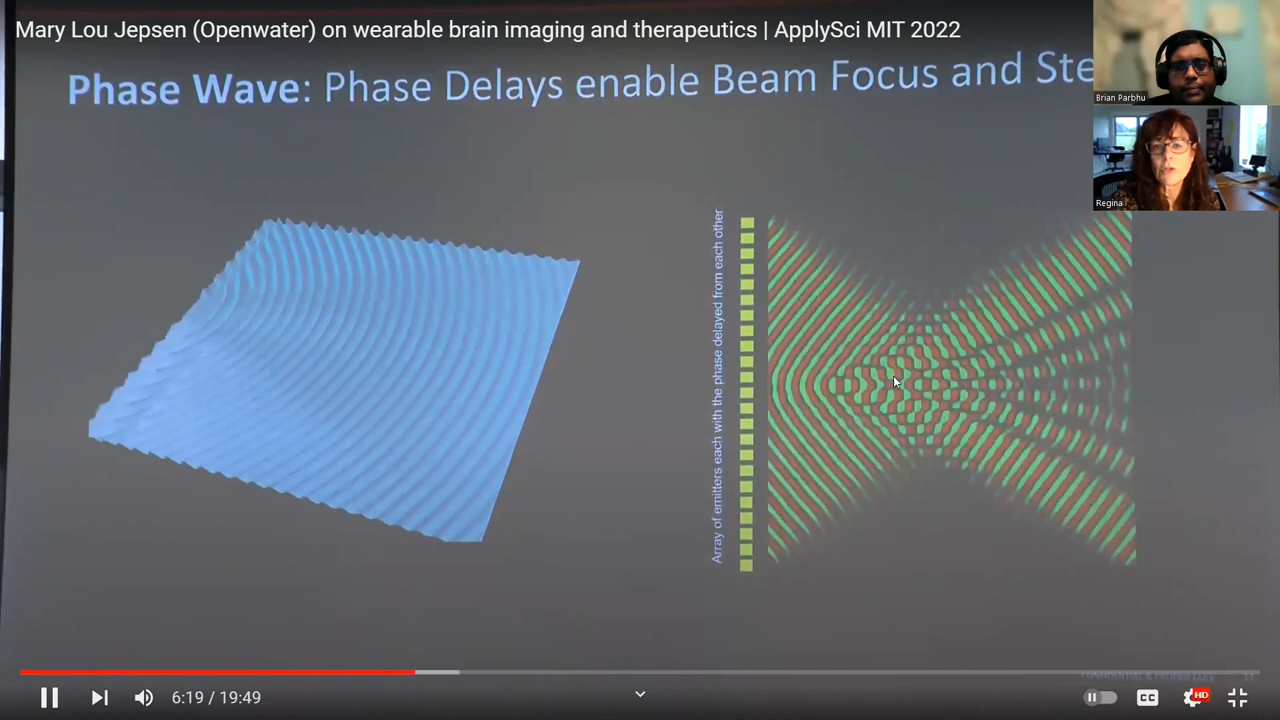 Mary Lou Jepsen (Openwater) on wearable brain imaging and therapeutics | ApplySci MIT 2022
Phase Wave: Phase Delays enable Beam Focus and Ste
Brian Parbhu
Regina
Array of emitters each with the phase delayed from each other
6:19 / 19:49
CC
HD